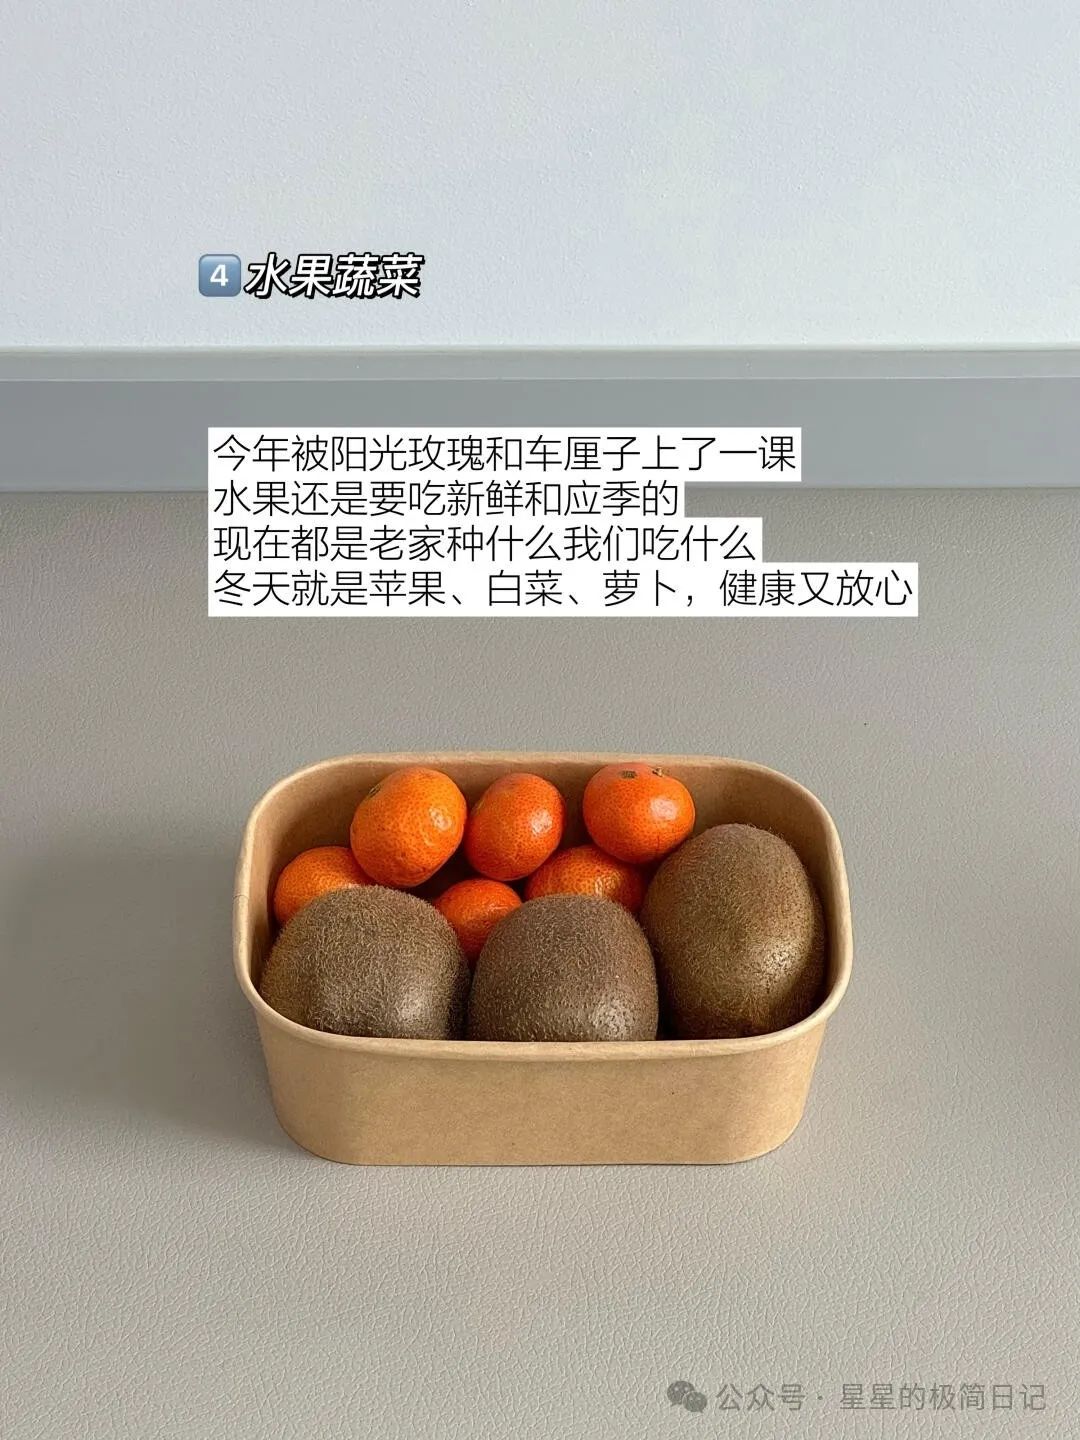 4 水果蔬菜
今年被阳光玫瑰和车厘子上了一课
水果还是要吃新鲜和应季的
现在都是老家种什么我们吃什么
冬天就是苹果、白菜、萝卜，健康又放心
公众号 · 星星的极简日记